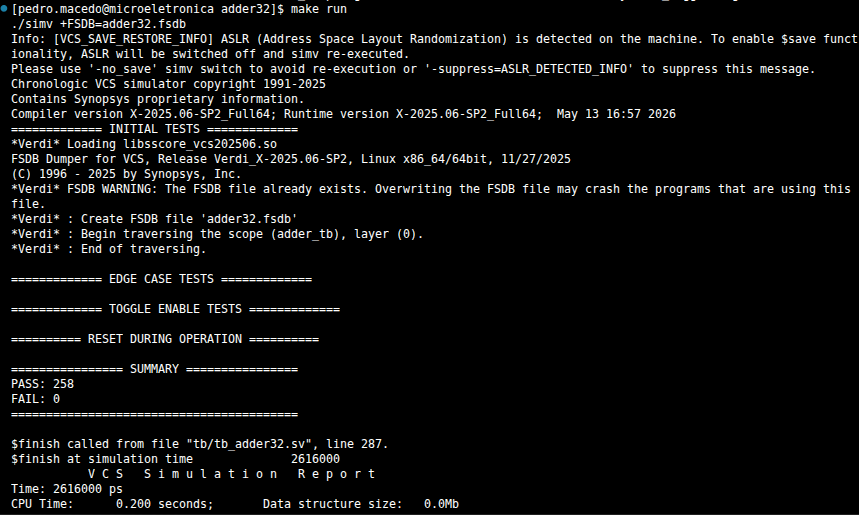 [pedro.macedo@microeletronica adder32]$ make run
./simv +FSDB=adder32.fsdb
Info: [VCS_SAVE_RESTORE_INFO] ASLR (Address Space Layout Randomization) is detected on the machine. To enable $save funct
ionality, ASLR will be switched off and simv re-executed.
Please use '-no_save' simv switch to avoid re-execution or '-suppress=ASLR_DETECTED_INFO' to suppress this message.
Chronologic VCS simulator copyright 1991-2025
Contains Synopsys proprietary information.
Compiler version X-2025.06-SP2_Full64; Runtime version X-2025.06-SP2_Full64;  May 13 16:57 2026
============= INITIAL TESTS =============
*Verdi* Loading libsscore_vcs202506.so
FSDB Dumper for VCS, Release Verdi_X-2025.06-SP2, Linux x86_64/64bit, 11/27/2025
(C) 1996 - 2025 by Synopsys, Inc.
*Verdi* FSDB WARNING: The FSDB file already exists. Overwriting the FSDB file may crash the programs that are using this
file.
*Verdi* : Create FSDB file 'adder32.fsdb'
*Verdi* : Begin traversing the scope (adder_tb), layer (0).
*Verdi* : End of traversing.

============= EDGE CASE TESTS =============

============= TOGGLE ENABLE TESTS =============

========== RESET DURING OPERATION ==========

================ SUMMARY ================
PASS: 258
FAIL: 0
=========================================

$finish called from file "tb/tb_adder32.sv", line 287.
$finish at simulation time              2616000
           V C S   S i m u l a t i o n   R e p o r t
Time: 2616000 ps
CPU Time:      0.200 seconds;       Data structure size:   0.0Mb